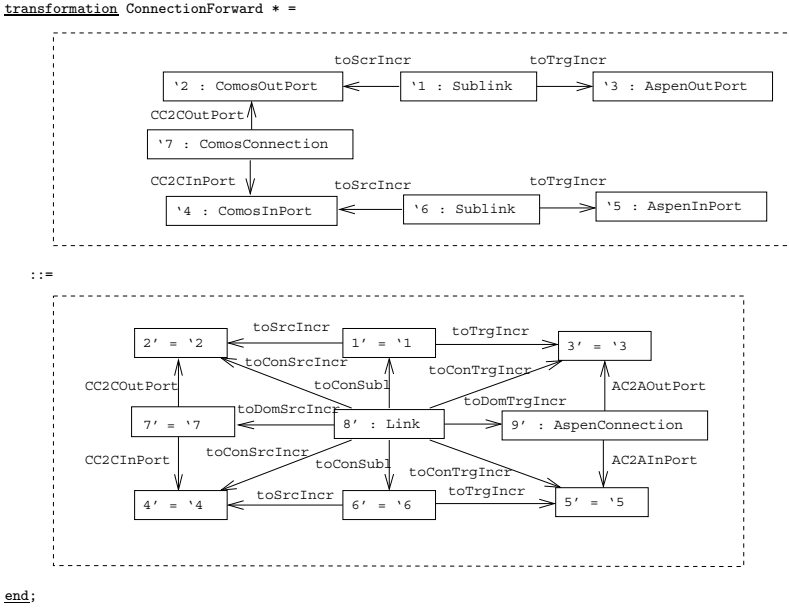 transformation ConnectionForward * =
toScrIncr toTrgIncr
‘2 : ComosOutPort ‘1 : Sublink ‘3 : AspenOutPort
CC2COutPort
‘7 : ComosConnection
CC2CInPort toSrcIncr toTrgIncr
‘4 : ComosInPort ‘6 : Sublink ‘5 : AspenInPort
::=
toSrcIncr toTrgIncr
2’ = ‘2 1’ = ‘1 3’ = ‘3
toConSrcIncr toConTrgIncr
CC2COutPort toConSubl AC2AOutPort
toDomSrcIncr toDomTrgIncr
7’ = ‘7 8’ : Link 9’ : AspenConnection
CC2CInPort toConSrcIncr toConSubl toConTrgIncr AC2AInPort
toSrcIncr toTrgIncr
4’ = ‘4 6’ = ‘6 5’ = ‘5
end;